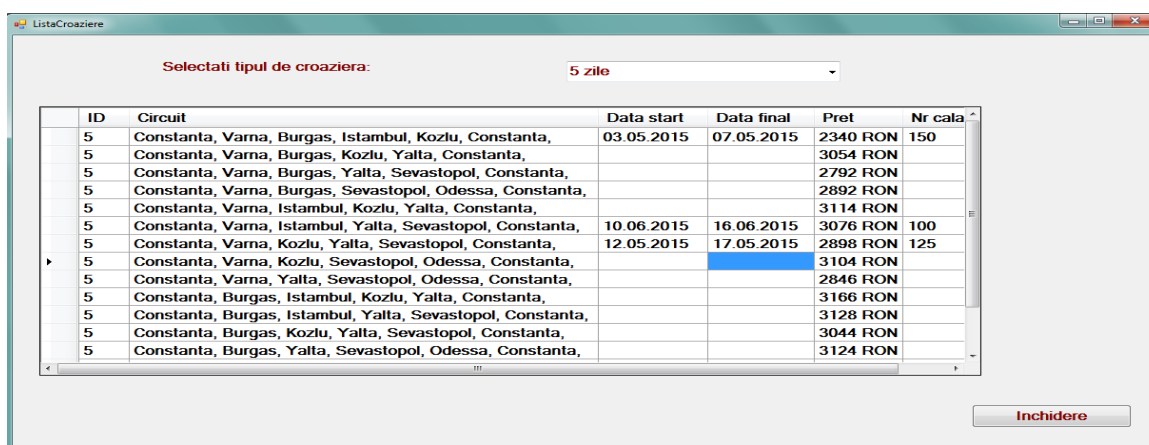 ListaCroaziere
Selectati tipul de croaziera: 5 zile
ID Circuit Data start Data final Pret Nr cala
5 Constanta, Varna, Burgas, Istambul, Kozlu, Constanta, 03.05.2015 07.05.2015 2340 RON 150
5 Constanta, Varna, Burgas, Kozlu, Yalta, Constanta, 3054 RON
5 Constanta, Varna, Burgas, Yalta, Sevastopol, Constanta, 2792 RON
5 Constanta, Varna, Burgas, Sevastopol, Odessa, Constanta, 2892 RON
5 Constanta, Varna, Istambul, Kozlu, Yalta, Constanta, 3114 RON
5 Constanta, Varna, Istambul, Yalta, Sevastopol, Constanta, 10.06.2015 16.06.2015 3076 RON 100
5 Constanta, Varna, Kozlu, Yalta, Sevastopol, Constanta, 12.05.2015 17.05.2015 2898 RON 125
5 Constanta, Varna, Kozlu, Sevastopol, Odessa, Constanta, 3104 RON
5 Constanta, Varna, Yalta, Sevastopol, Odessa, Constanta, 2846 RON
5 Constanta, Burgas, Istambul, Kozlu, Yalta, Constanta, 3166 RON
5 Constanta, Burgas, Istambul, Yalta, Sevastopol, Constanta, 3128 RON
5 Constanta, Burgas, Kozlu, Yalta, Sevastopol, Constanta, 3044 RON
5 Constanta, Burgas, Yalta, Sevastopol, Odessa, Constanta, 3124 RON
Inchidere